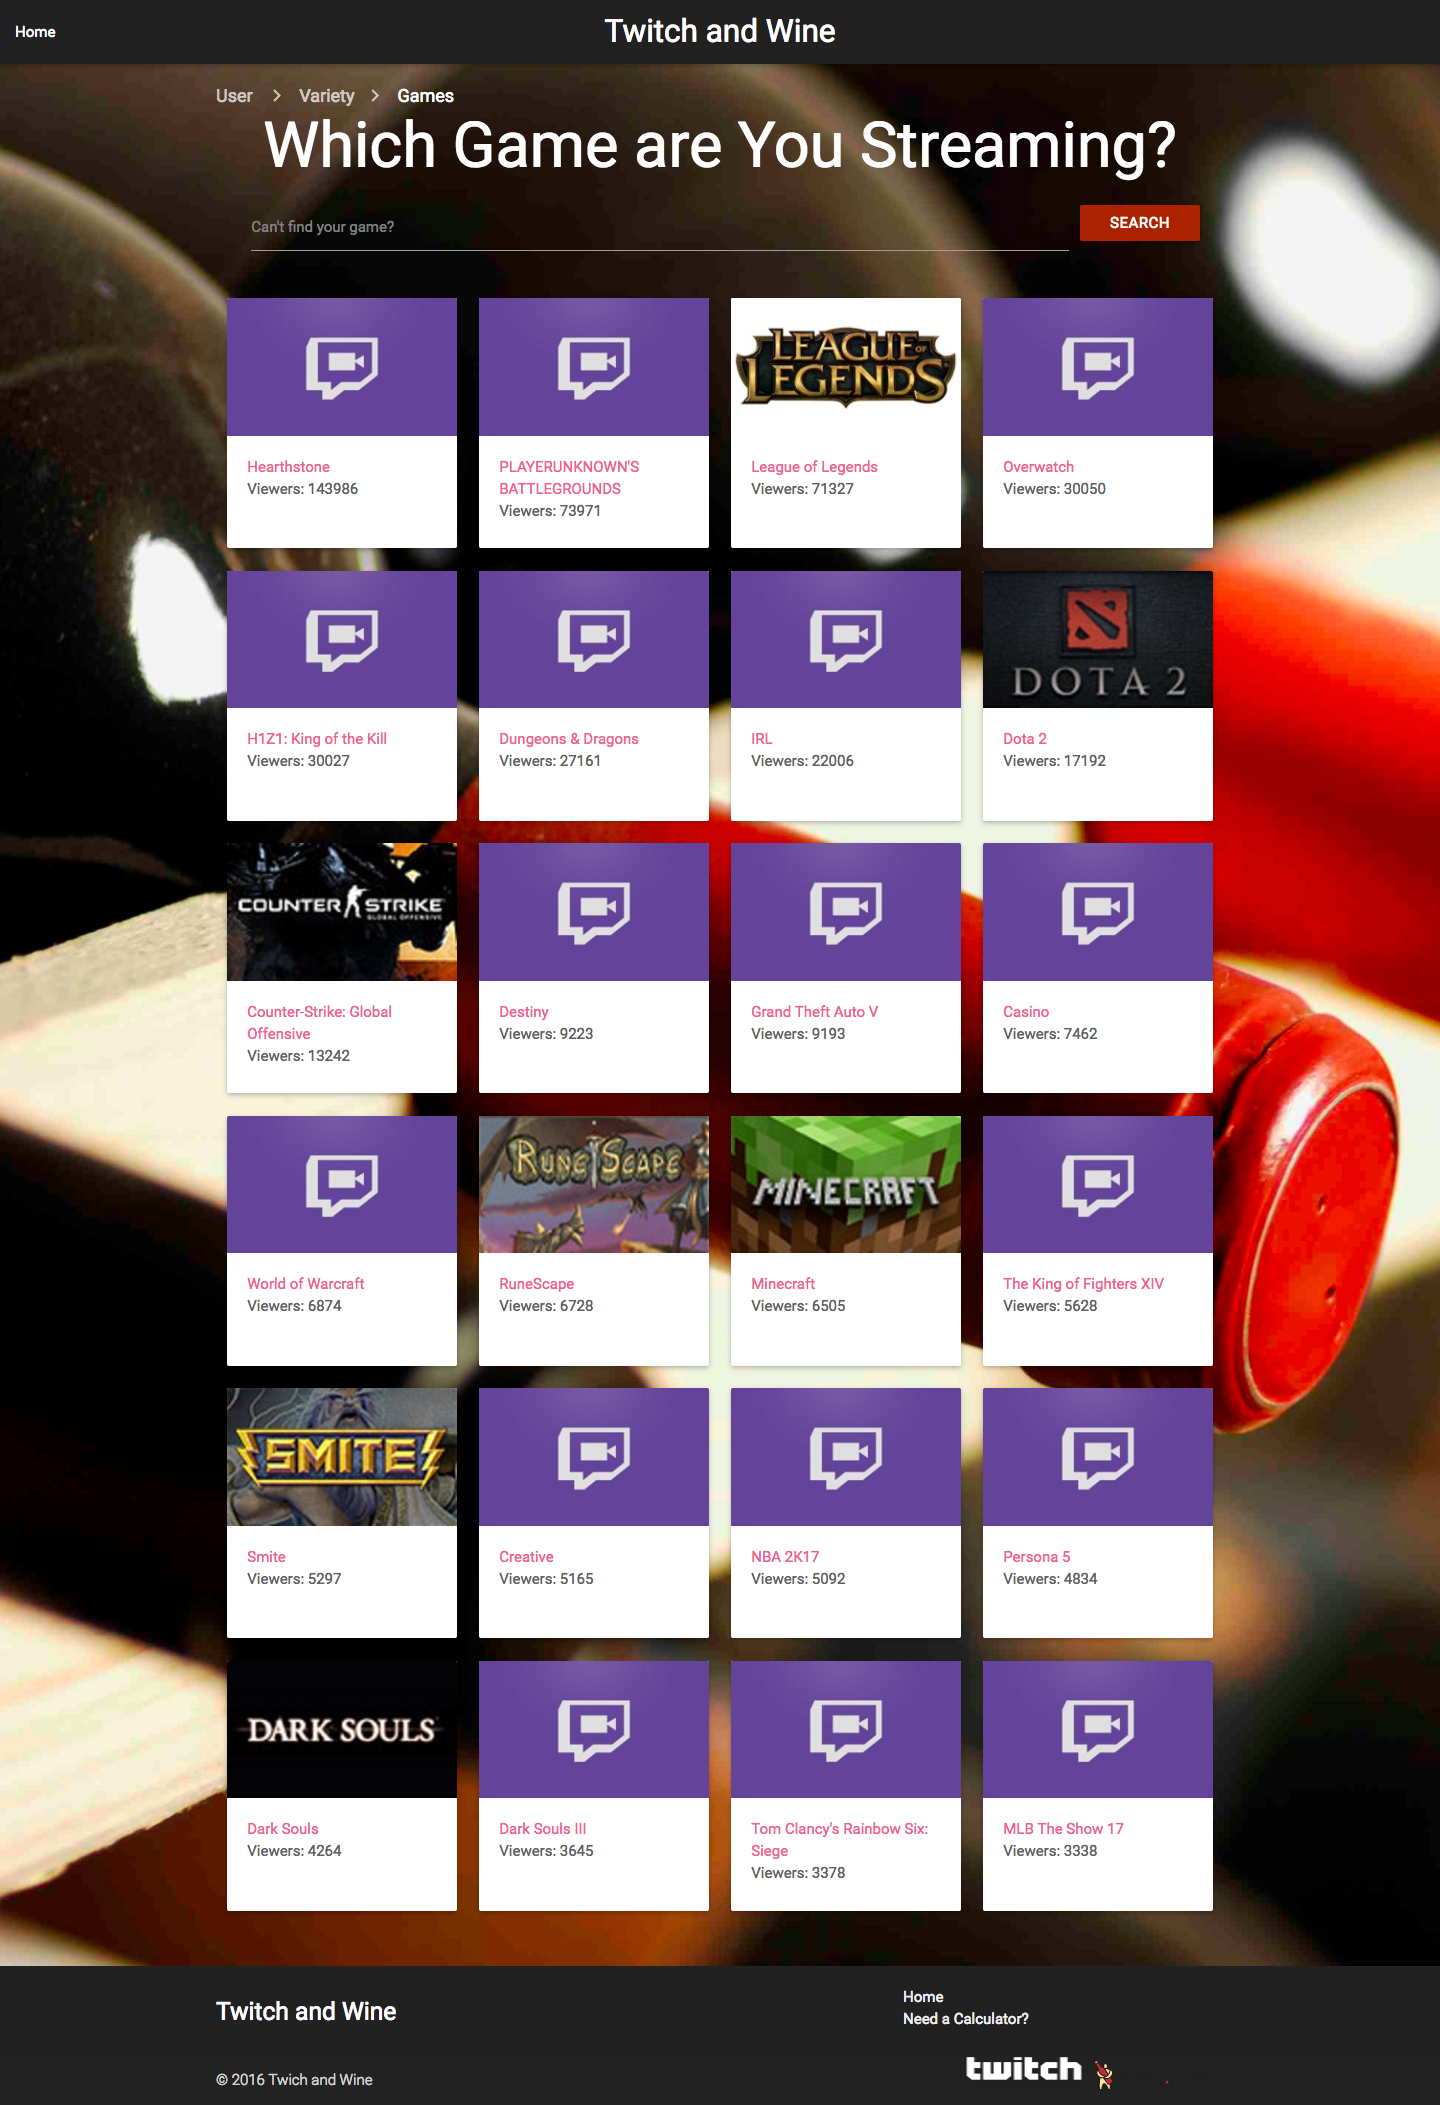 Home
Twitch and Wine
User > Variety > Games
Which Game are You Streaming?
Can't find your game?
SEARCH
LEAGUE OF
LEGENDS
Hearthstone
Viewers: 143986
PLAYERUNKNOWN'S
BATTLEGROUNDS
Viewers: 73971
League of Legends
Viewers: 71327
Overwatch
Viewers: 30050
DOTA 2
H1Z1: King of the Kill
Viewers: 30027
Dungeons & Dragons
Viewers: 27161
IRL
Viewers: 22006
Dota 2
Viewers: 17192
COUNTER STRIKE
GLOBAL OFFENSIVE
Counter-Strike: Global
Offensive
Viewers: 13242
Destiny
Viewers: 9223
Grand Theft Auto V
Viewers: 9193
Casino
Viewers: 7462
RUNESCAPE
MINECRAFT
World of Warcraft
Viewers: 6874
RuneScape
Viewers: 6728
Minecraft
Viewers: 6505
The King of Fighters XIV
Viewers: 5628
SMITE
Smite
Viewers: 5297
Creative
Viewers: 5165
NBA 2K17
Viewers: 5092
Persona 5
Viewers: 4834
DARK SOULS
Dark Souls
Viewers: 4264
Dark Souls III
Viewers: 3645
Tom Clancy's Rainbow Six:
Siege
Viewers: 3378
MLB The Show 17
Viewers: 3338
Twitch and Wine
Home
Need a Calculator?
© 2016 Twich and Wine
twitch